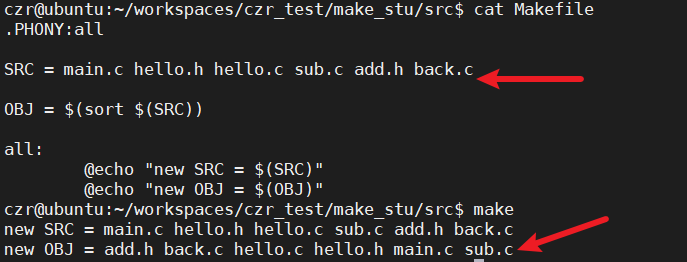 czr@ubuntu:~/workspaces/czr_test/make_stu/src$ cat Makefile
.PHONY:all
SRC = main.c hello.h hello.c sub.c add.h back.c
OBJ = $(sort $(SRC))
all:
@echo "new SRC = $(SRC)"
@echo "new OBJ = $(OBJ)"
czr@ubuntu:~/workspaces/czr_test/make_stu/src$ make
new SRC = main.c hello.h hello.c sub.c add.h back.c
new OBJ = add.h back.c hello.c hello.h main.c sub.c